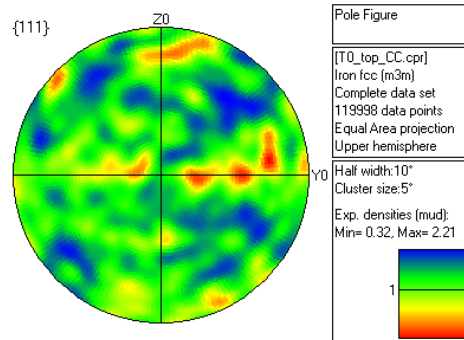 {111}
Z0
Y0
Pole Figure
[T0_top_CC.cpr]
Iron fcc (m3m)
Complete data set
119998 data points
Equal Area projection
Upper hemisphere
Half width:10°
Cluster size:5°
Exp. densities (mud):
Min= 0.32, Max= 2.21
1